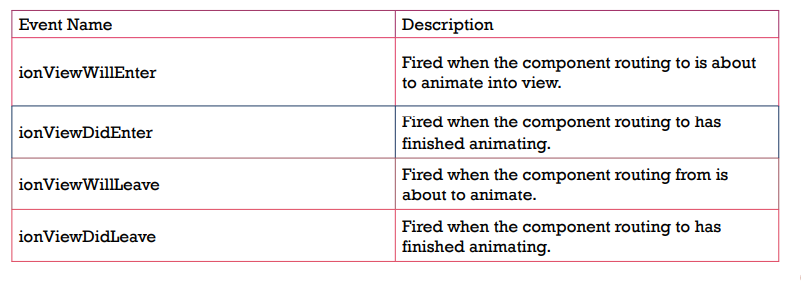 Event Name
Description
ionViewWillEnter
Fired when the component routing to is about
to animate into view.
ionViewDidEnter
Fired when the component routing to has
finished animating.
ionViewWillLeave
Fired when the component routing from is
about to animate.
ionViewDidLeave
Fired when the component routing to has
finished animating.